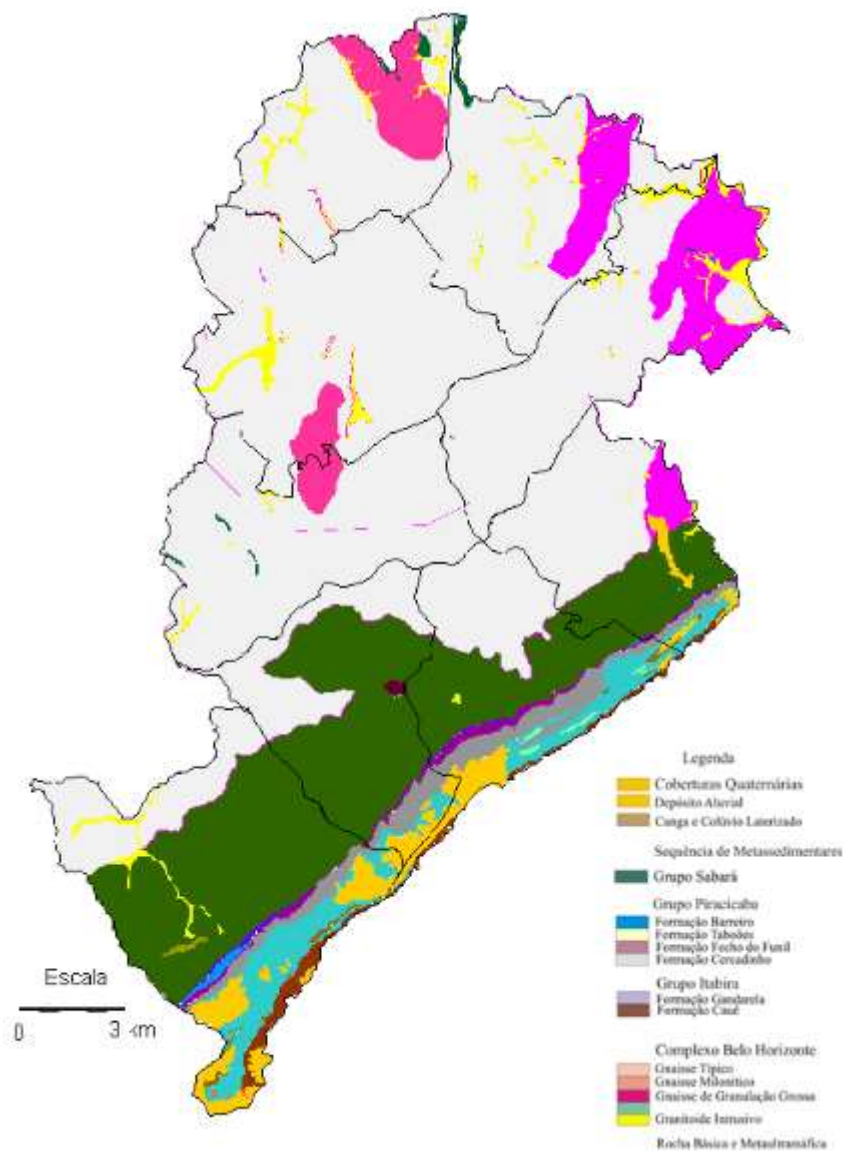 Legenda
Coberturas Quaternárias
Depósito Aluvial
Canga e Colúvio Laterizado
Sequência de Metassedimentares
Grupo Sabará
Grupo Piracicaba
Formação Barreiro
Formação Taboões
Formação Fecho do Funil
Formação Cercadinho
Grupo Itabira
Formação Gandarela
Formação Cauê
Complexo Belo Horizonte
Gnaisse Típico
Gnaisse Milonítico
Gnaisse de Granulação Grossa
Granitoide Intrusivo
Rocha Básica e Metaultramáfica
Escala
0 3 km